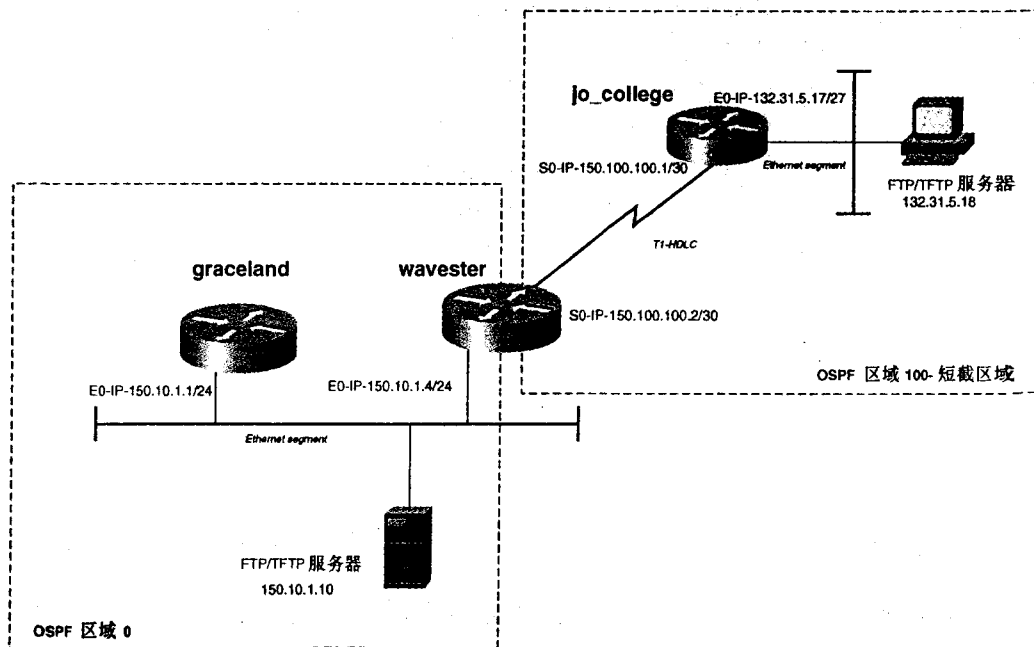 jo_college
E0-IP-132.31.5.17/27
S0-IP-150.100.100.1/30
Ethernet segment
FTP/TFTP 服务器
132.31.5.18
T1-HDLC
graceland
wavester
S0-IP-150.100.100.2/30
OSPF 区域 100- 短截区域
E0-IP-150.10.1.1/24
E0-IP-150.10.1.4/24
Ethernet segment
FTP/TFTP 服务器
150.10.1.10
OSPF 区域 0